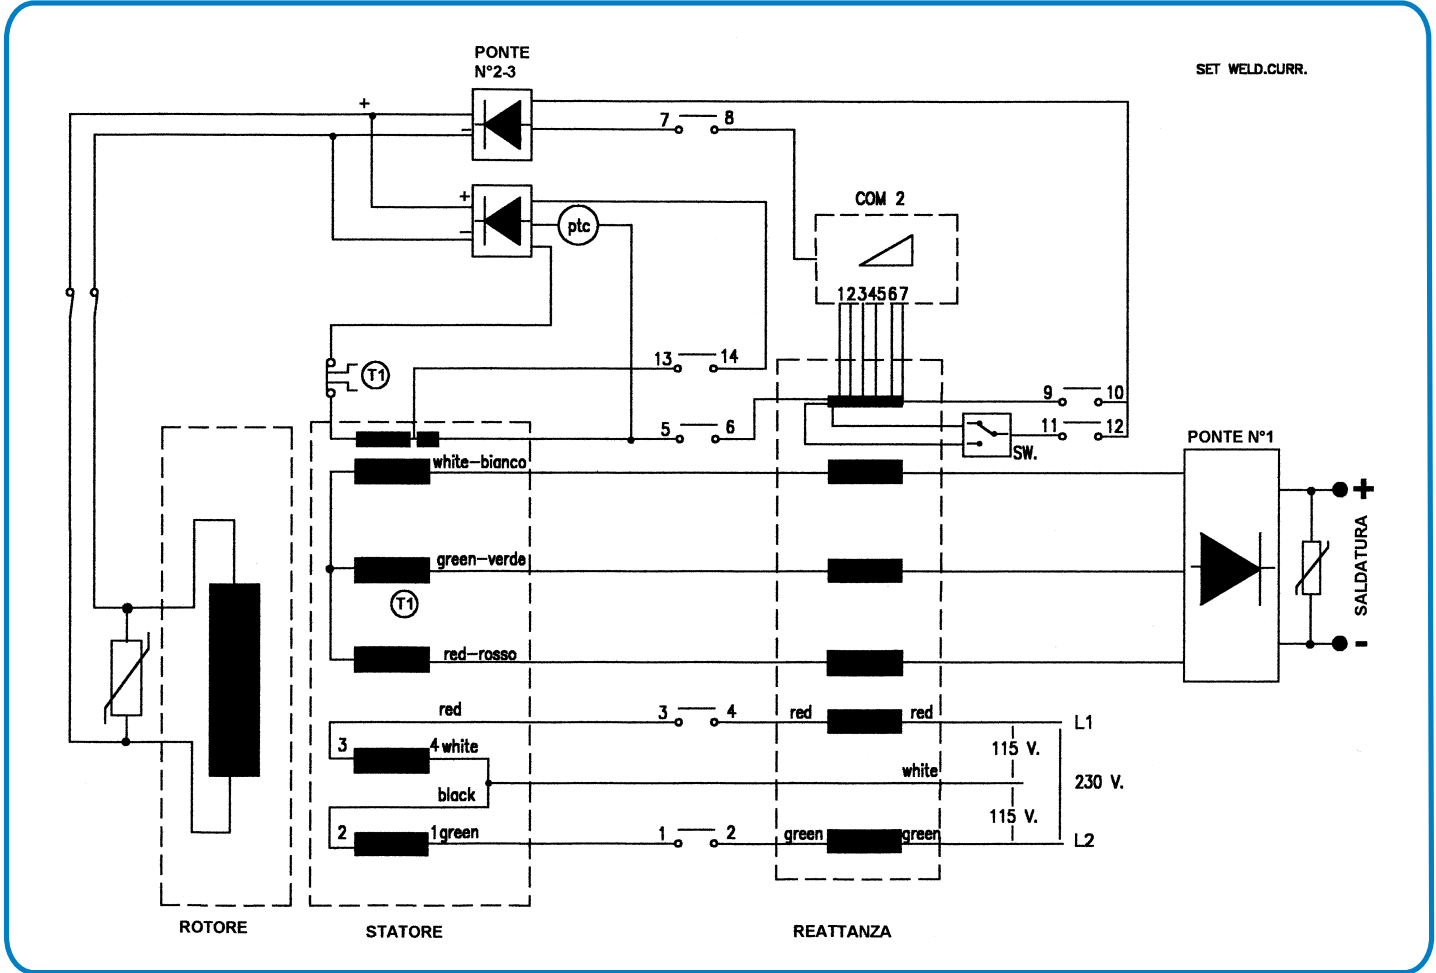 PONTE
N°2-3
SET WELD.CURR.
+
−
7 8
+
−
ptc
COM 2
1234567
T1
13 14
9 10
5 6
11 12
SW.
PONTE N°1
white-bianco
+
green-verde
T1
SALDATURA
red-rosso
-
red
3 4
red red
L1
3
4 white
115 V.
white
230 V.
black
115 V.
2
1 green
1 2
green green
L2
ROTORE
STATORE
REATTANZA